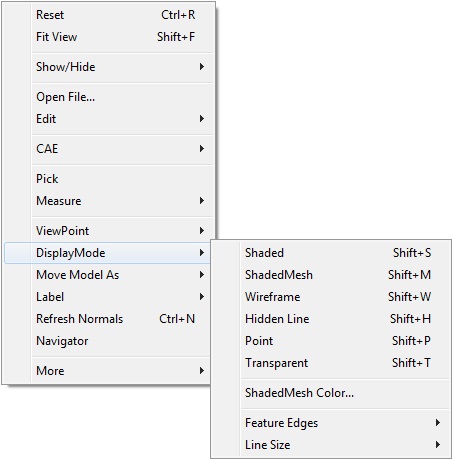 Reset Ctrl+R
Fit View Shift+F
Show/Hide
Open File...
Edit
CAE
Pick
Measure
ViewPoint
DisplayMode
Move Model As
Label
Refresh Normals Ctrl+N
Navigator
More
Shaded Shift+S
ShadedMesh Shift+M
Wireframe Shift+W
Hidden Line Shift+H
Point Shift+P
Transparent Shift+T
ShadedMesh Color...
Feature Edges
Line Size